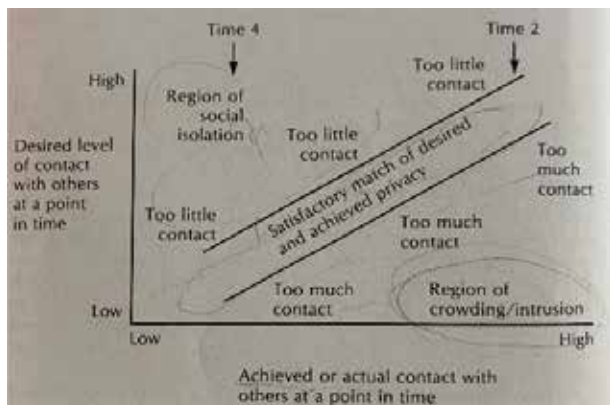 Time 4
Time 2
High
Region of
social
isolation
Too little
contact
Too little
contact
Desired level
of contact
with others
at a point
in time
Too little
contact
Satisfactory match of desired
and achieved privacy
Too
much
contact
Too much
contact
Too much
contact
Region of
crowding/intrusion
Low
Low
High
Achieved or actual contact with
others at a point in time